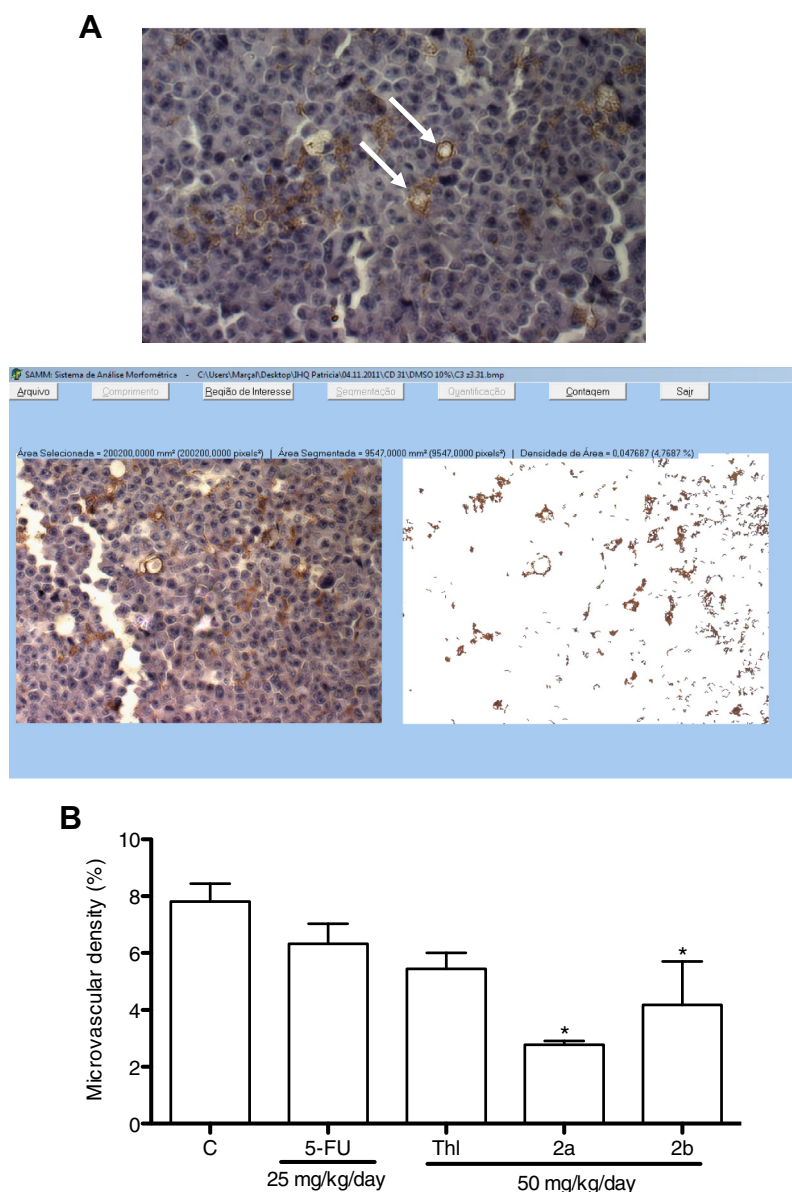 A
SAMM: Sistema de Análise Morfométrica - C:\Users\Marçal\Desktop\IHQ Patricia\04.11.2011\CD 31\DMSO 10%\C3 z3.31.bmp
Arquivo Comprimento Região de Interesse Segmentação Quantificação Contagem Sair
Área Selecionada = 200200,0000 mm² (200200,0000 pixels²) | Área Segmentada = 9547,0000 mm² (9547,0000 pixels²) | Densidade de Área = 0,047687 (4,7687 %)
B
Microvascular density (%)
10
8
6
4
2
0
* *
C 5-FU Thl 2a 2b
25 mg/kg/day 50 mg/kg/day